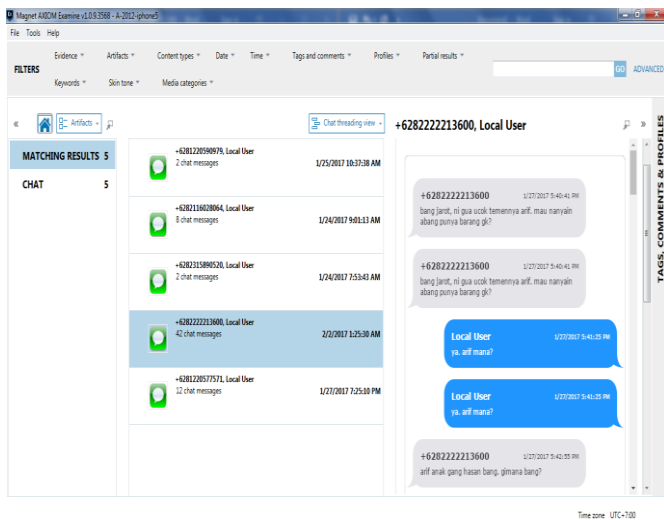 Magnet AXIOM Examine v1.0.9.3568 - A-2012-iphone5
File Tools Help
FILTERS
Evidence Artifacts Content types Date Time Tags and comments Profiles Partial results
Keywords Skin tone Media categories
GO ADVANCED
Artifacts
Chat threading view
+6282222213600, Local User
MATCHING RESULTS 5
CHAT 5
+6281220590979, Local User
2 chat messages
1/25/2017 10:37:38 AM
+6282116028064, Local User
8 chat messages
1/24/2017 9:01:13 AM
+6282315890520, Local User
2 chat messages
1/24/2017 7:53:43 AM
+6282222213600, Local User
42 chat messages
2/2/2017 1:25:30 AM
+6281220577571, Local User
12 chat messages
1/27/2017 7:25:10 PM
+6282222213600 1/27/2017 5:40:41 PM
bang jarot, ni gua ucok temennya arif. mau nanyain
abang punya barang gk?
+6282222213600 1/27/2017 5:40:41 PM
bang jarot, ni gua ucok temennya arif. mau nanyain
abang punya barang gk?
Local User 1/27/2017 5:41:25 PM
ya. arif mana?
Local User 1/27/2017 5:41:25 PM
ya. arif mana?
+6282222213600 1/27/2017 5:42:55 PM
arif anak gang hasan bang. gimana bang?
TAGS, COMMENTS & PROFILES
Time zone UTC+7:00